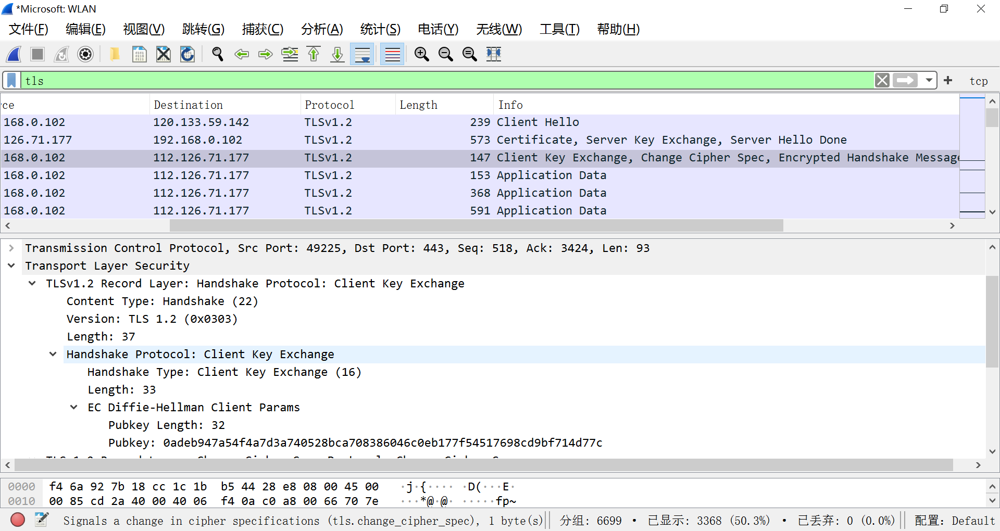 *Microsoft: WLAN
文件(F) 编辑(E) 视图(V) 跳转(G) 捕获(C) 分析(A) 统计(S) 电话(Y) 无线(W) 工具(T) 帮助(H)
tls
tcp
ce Destination Protocol Length Info
168.0.102 120.133.59.142 TLSv1.2 239 Client Hello
126.71.177 192.168.0.102 TLSv1.2 573 Certificate, Server Key Exchange, Server Hello Done
168.0.102 112.126.71.177 TLSv1.2 147 Client Key Exchange, Change Cipher Spec, Encrypted Handshake Message
168.0.102 112.126.71.177 TLSv1.2 153 Application Data
168.0.102 112.126.71.177 TLSv1.2 368 Application Data
168.0.102 112.126.71.177 TLSv1.2 591 Application Data
Transmission Control Protocol, Src Port: 49225, Dst Port: 443, Seq: 518, Ack: 3424, Len: 93
Transport Layer Security
TLSv1.2 Record Layer: Handshake Protocol: Client Key Exchange
Content Type: Handshake (22)
Version: TLS 1.2 (0x0303)
Length: 37
Handshake Protocol: Client Key Exchange
Handshake Type: Client Key Exchange (16)
Length: 33
EC Diffie-Hellman Client Params
Pubkey Length: 32
Pubkey: 0adeb947a54f4a7d3a740528bca708386046c0eb177f54517698cd9bf714d77c
0000 f4 6a 92 7b 18 cc 1c 1b b5 44 28 e8 08 00 45 00 ·j·{···· ·D(···E·
0010 00 85 cd 2a 40 00 40 06 f4 0a c0 a8 00 66 70 7e ···*@·@· ·····fp~
Signals a change in cipher specifications (tls.change_cipher_spec), 1 byte(s) 分组: 6699 · 已显示: 3368 (50.3%) · 已丢弃: 0 (0.0%) 配置: Default